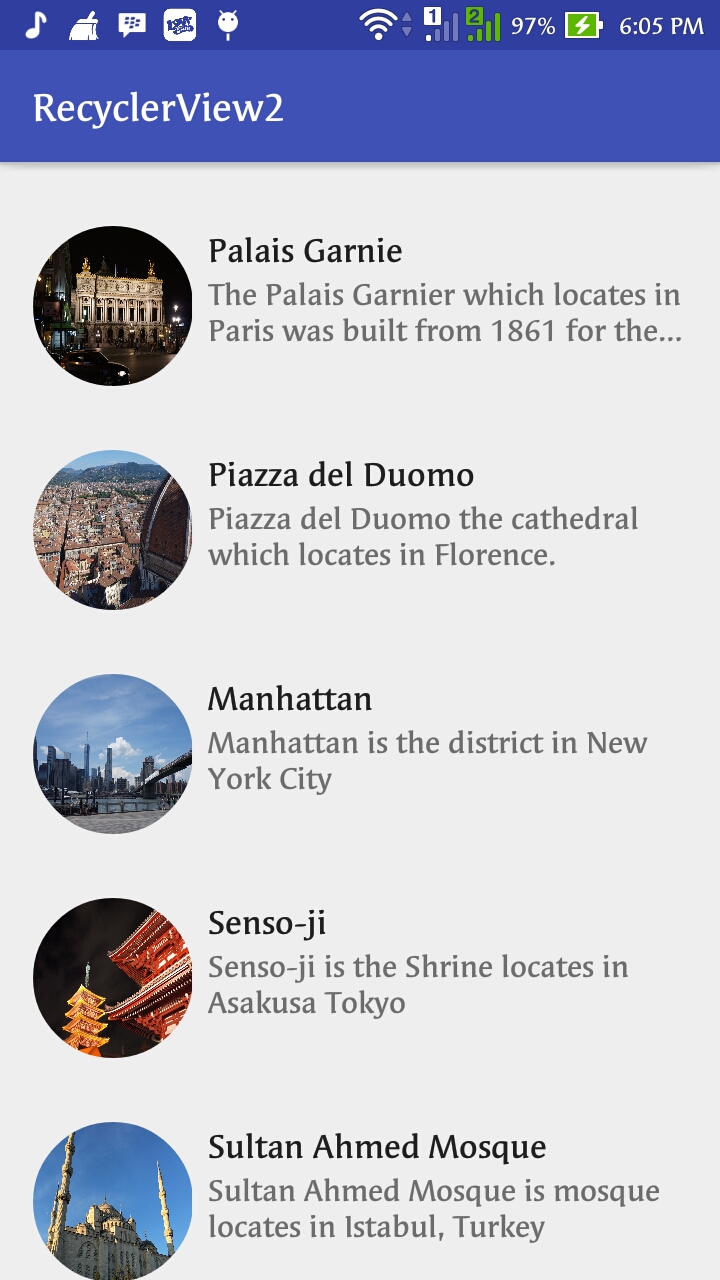 1 2 97% 6:05 PM
RecyclerView2
Palais Garnie
The Palais Garnier which locates in
Paris was built from 1861 for the...
Piazza del Duomo
Piazza del Duomo the cathedral
which locates in Florence.
Manhattan
Manhattan is the district in New
York City
Senso-ji
Senso-ji is the Shrine locates in
Asakusa Tokyo
Sultan Ahmed Mosque
Sultan Ahmed Mosque is mosque
locates in Istabul, Turkey